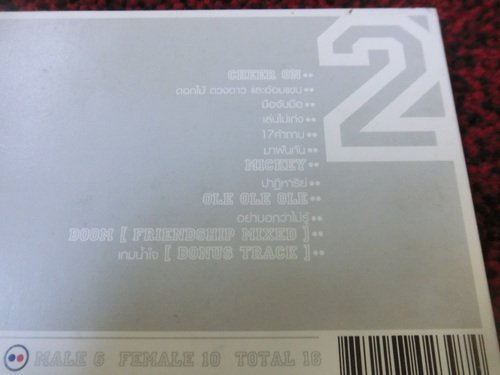 2
CHEER ON
ดอกไม้ ดวงดาว และอ้อมแขน
มือจับมือ
เล่นไม่เก่ง
17คำถาม
มาฟันกัน
MICKEY
ปาฏิหาริย์
OLE OLE OLE
อย่าบอกว่าไม่รู้
BOOM [ FRIENDSHIP MIXED ]
เกมน้ำใจ [ BONUS TRACK ]
MALE 6 FEMALE 10 TOTAL 16